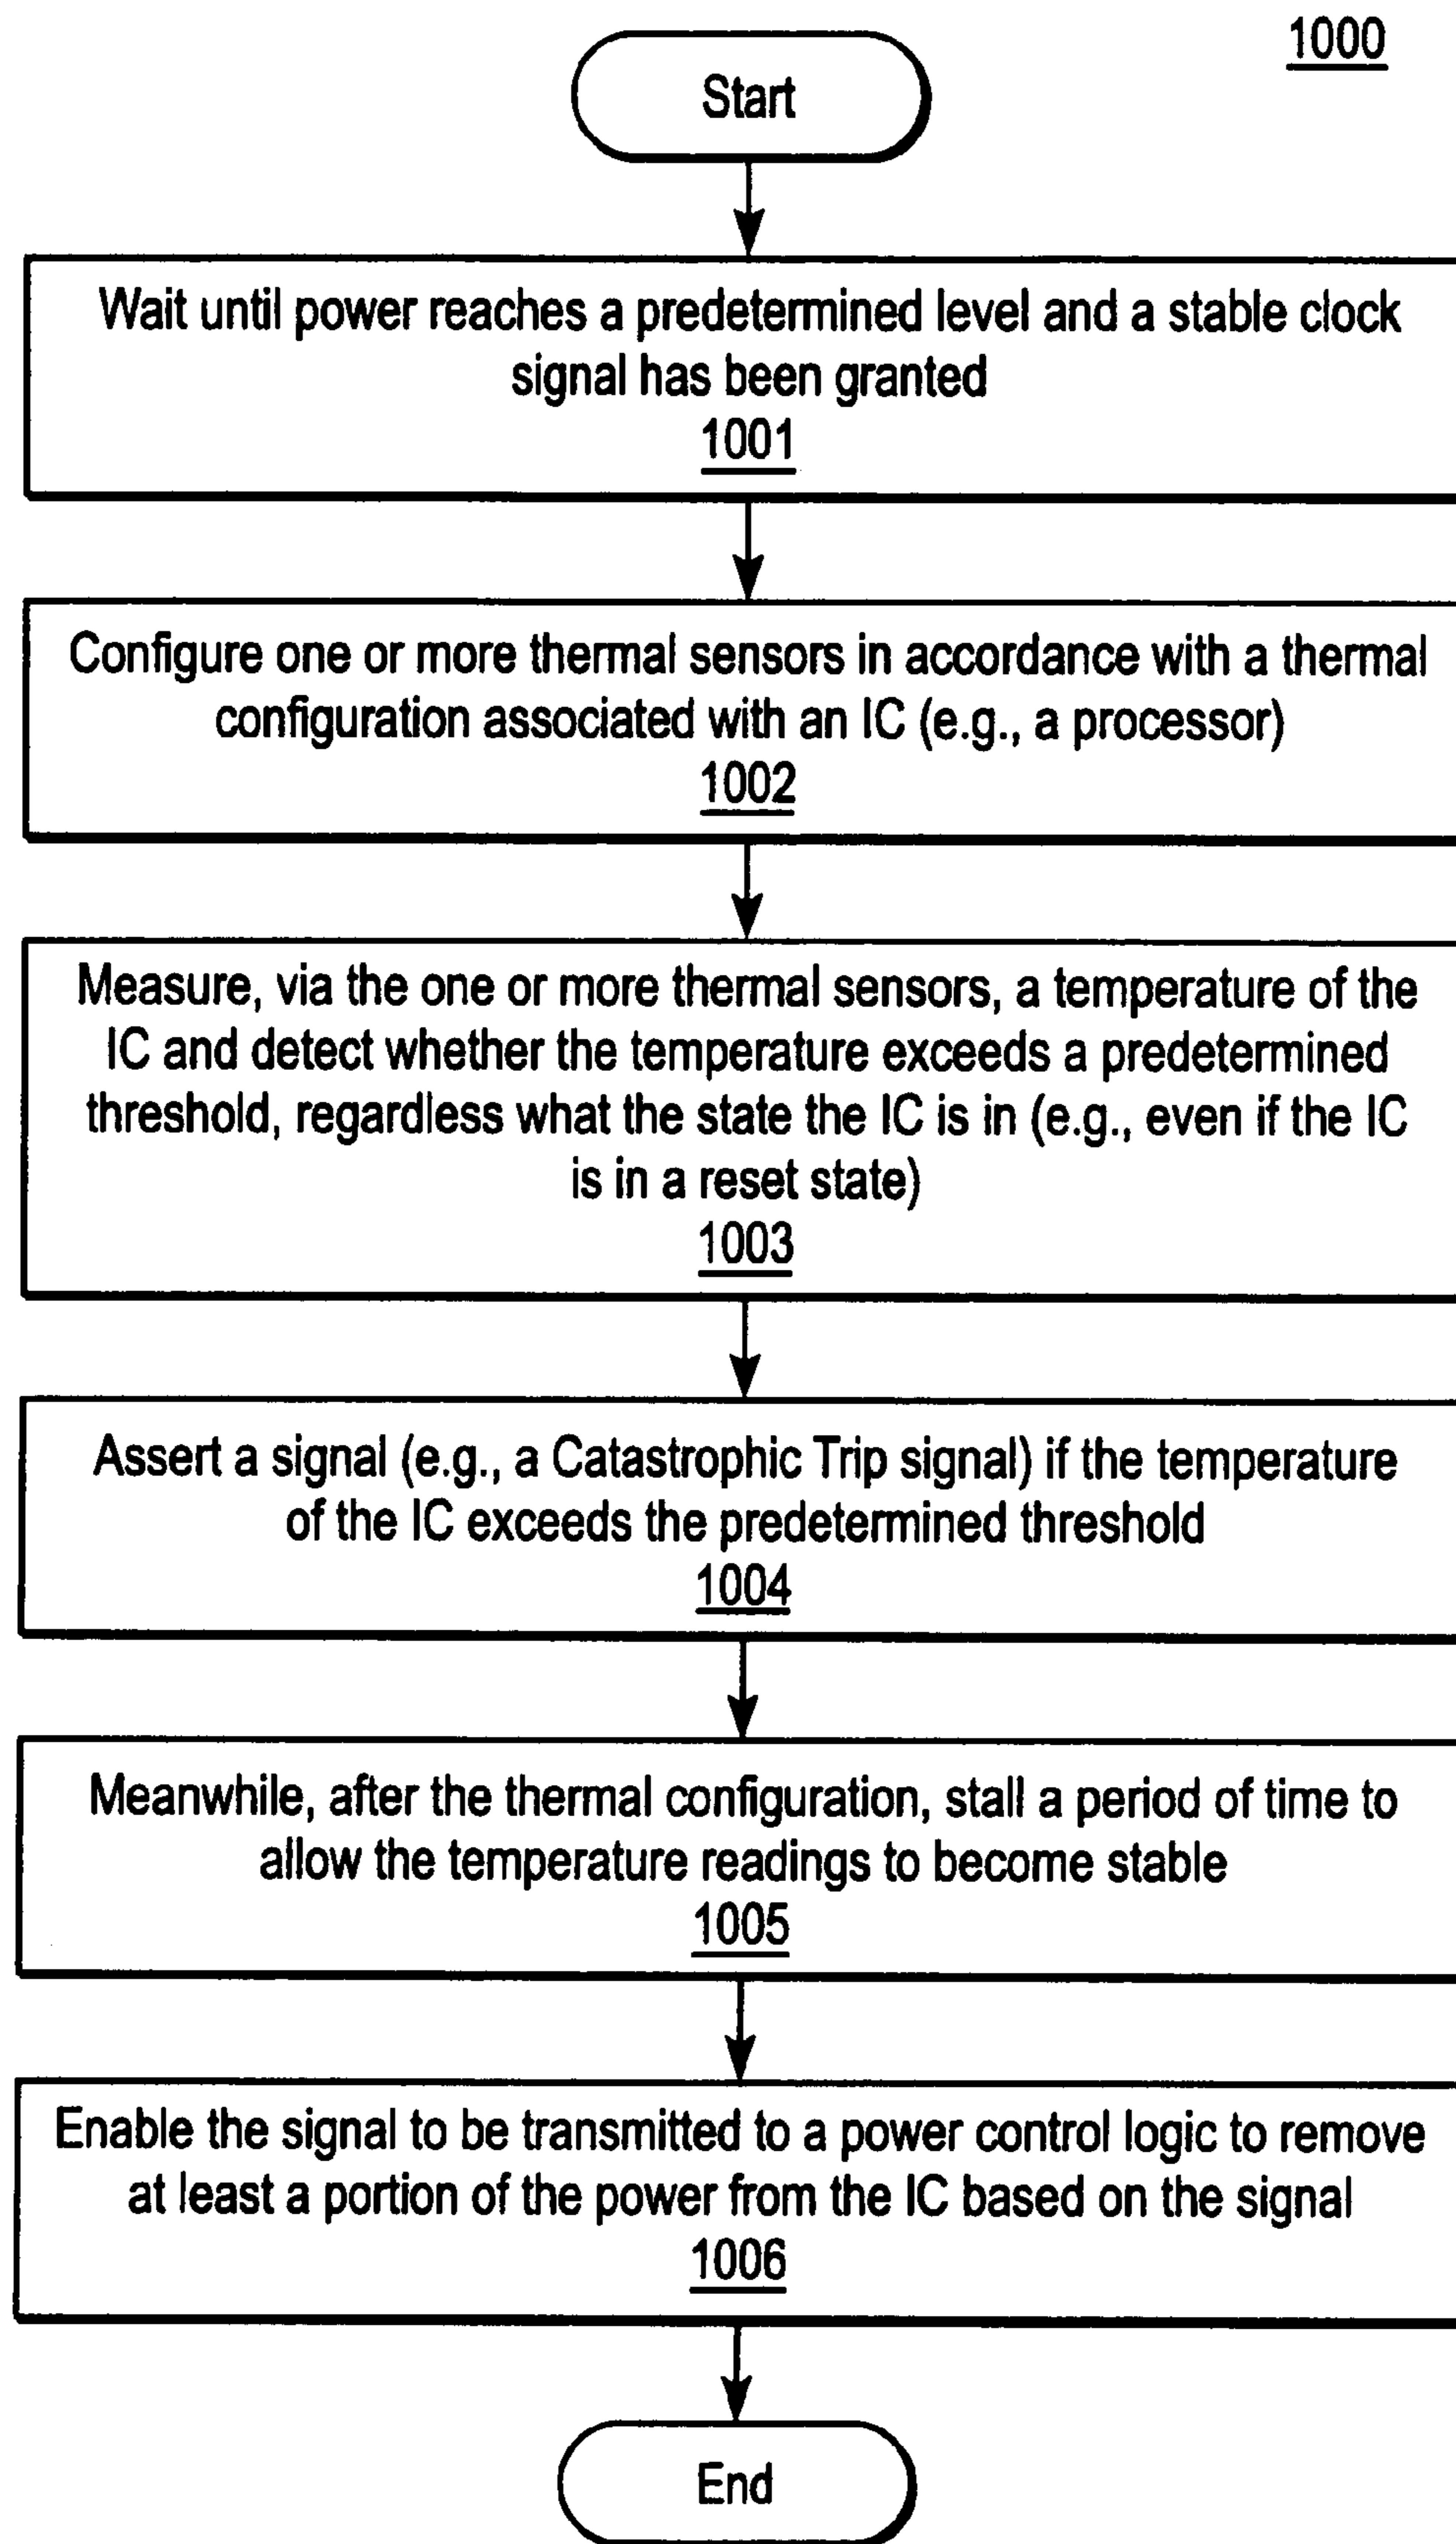 1000
Start
Wait until power reaches a predetermined level and a stable clock
signal has been granted
1001
Configure one or more thermal sensors in accordance with a thermal
configuration associated with an IC (e.g., a processor)
1002
Measure, via the one or more thermal sensors, a temperature of the
IC and detect whether the temperature exceeds a predetermined
threshold, regardless what the state the IC is in (e.g., even if the IC
is in a reset state)
1003
Assert a signal (e.g., a Catastrophic Trip signal) if the temperature
of the IC exceeds the predetermined threshold
1004
Meanwhile, after the thermal configuration, stall a period of time to
allow the temperature readings to become stable
1005
Enable the signal to be transmitted to a power control logic to remove
at least a portion of the power from the IC based on the signal
1006
End